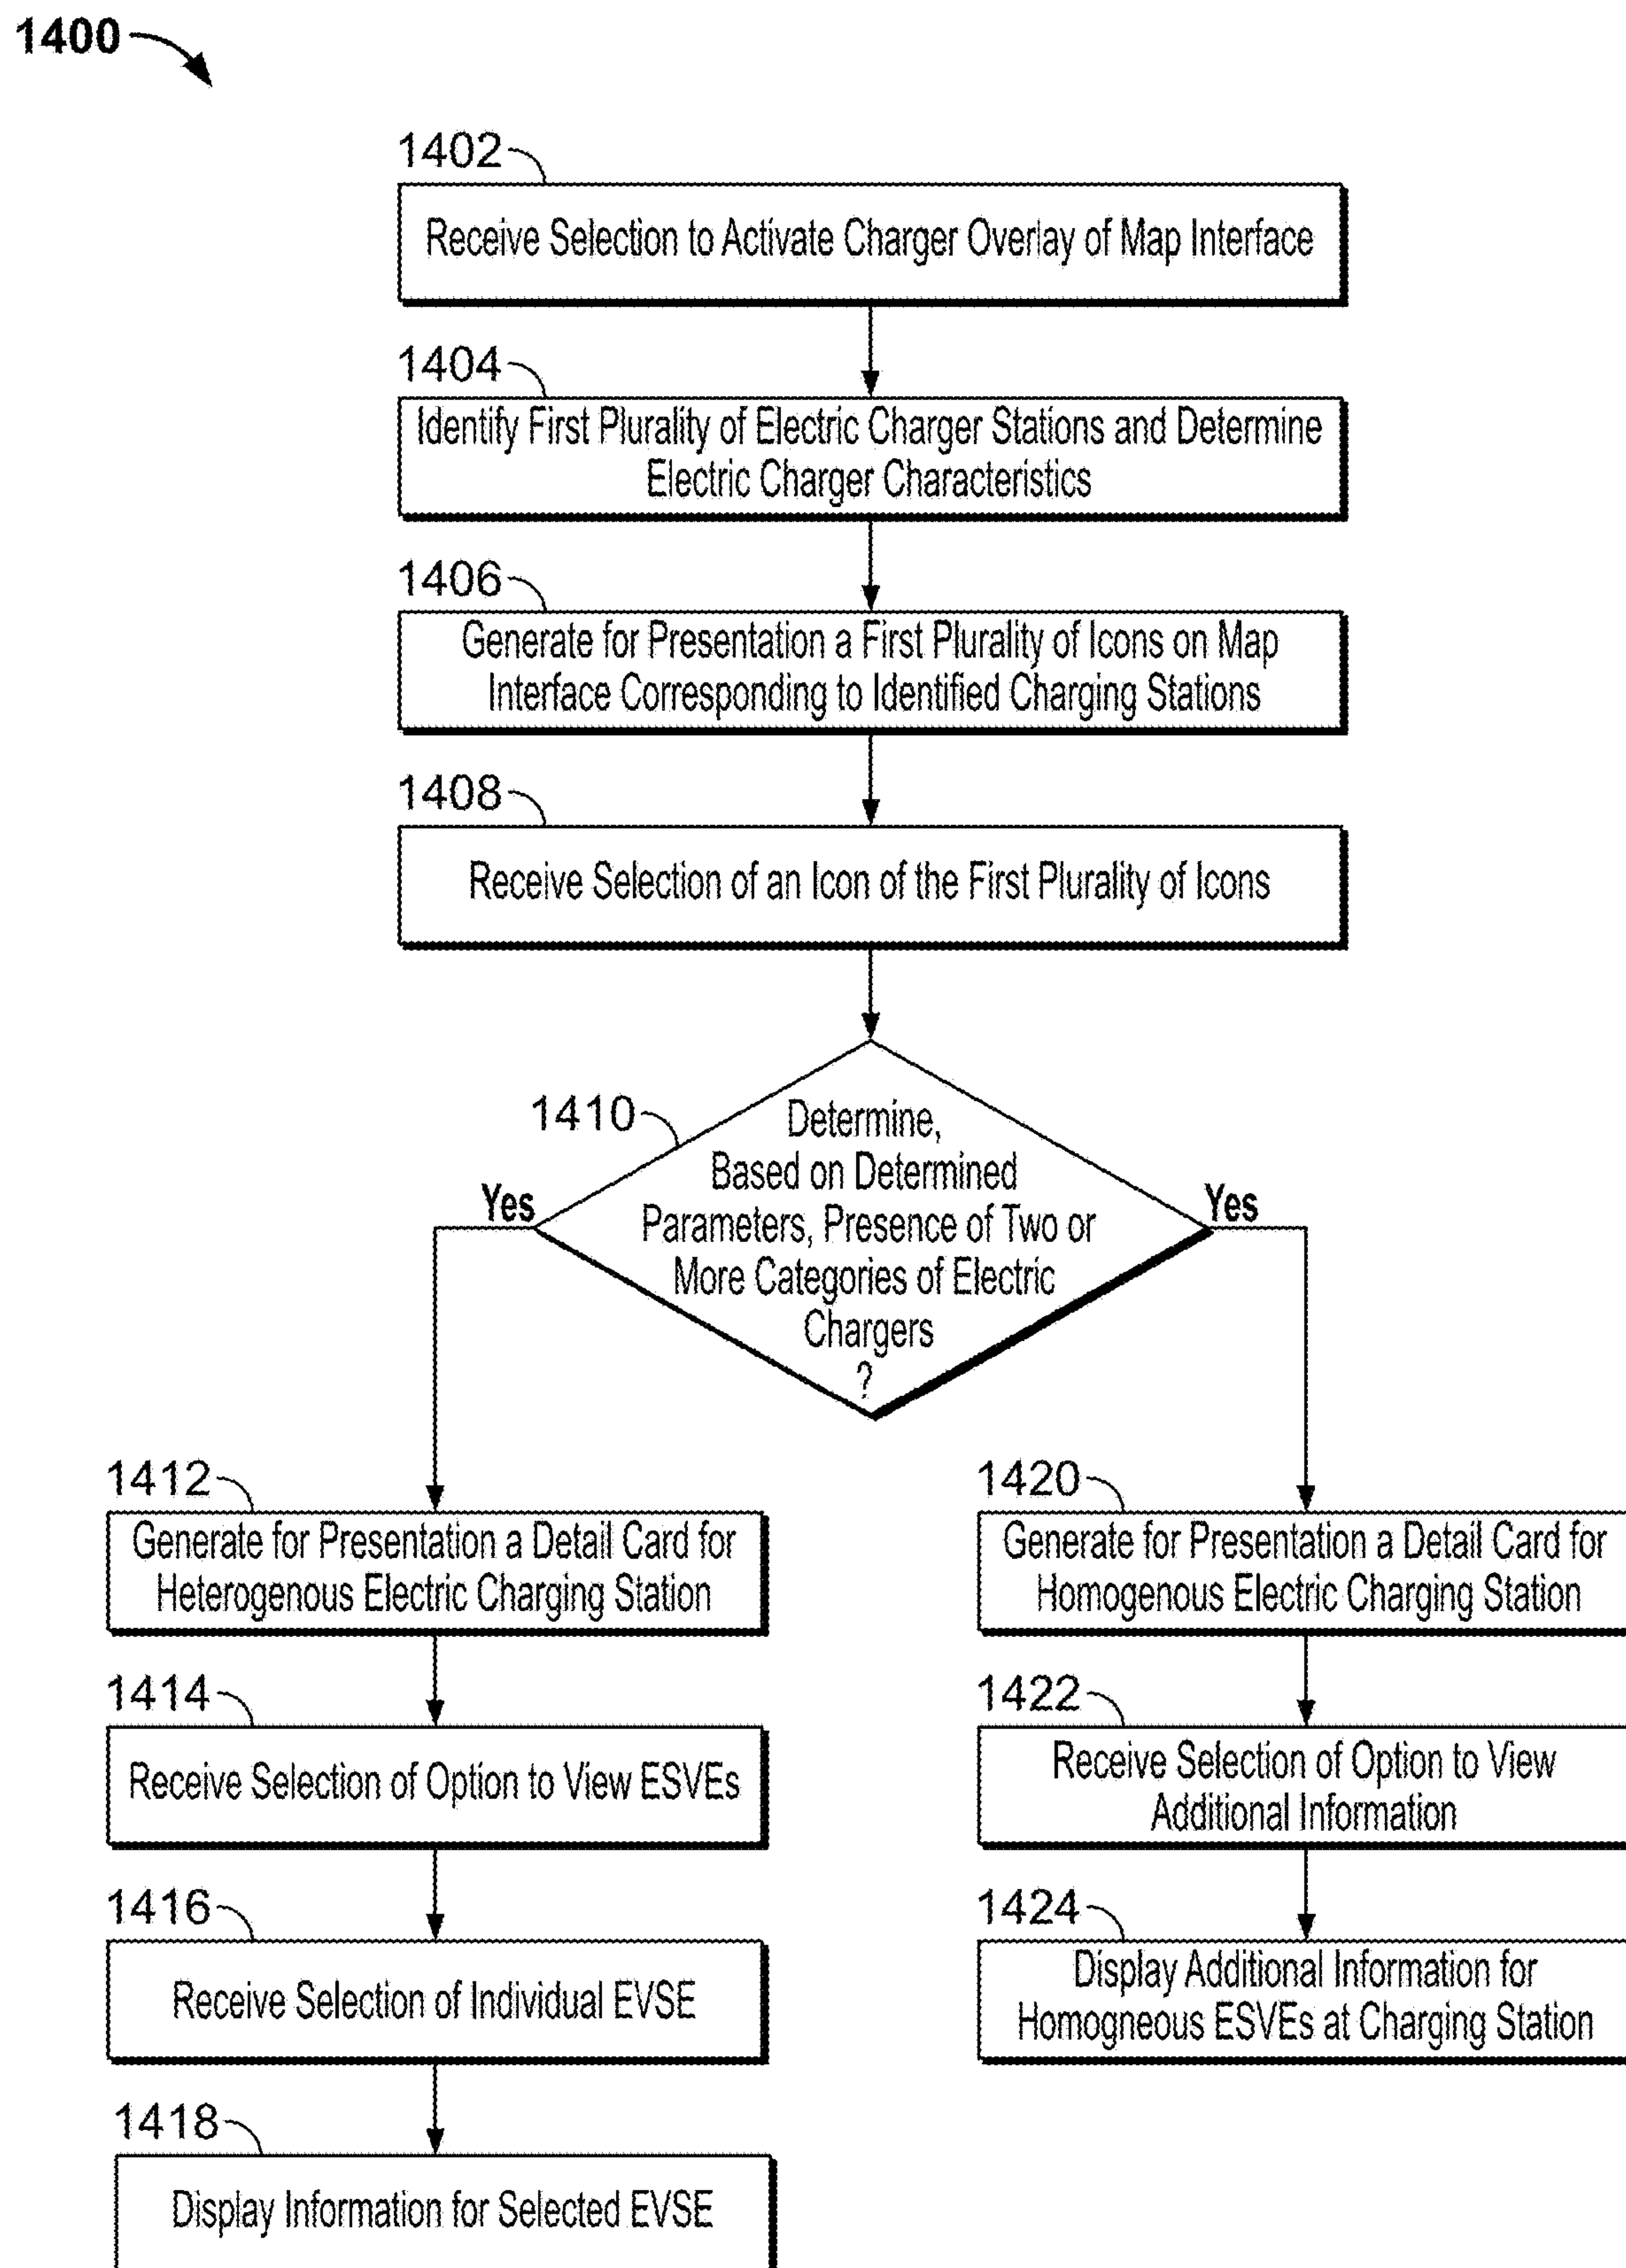 1400
1402
Receive Selection to Activate Charger Overlay of Map Interface
1404
Identify First Plurality of Electric Charger Stations and Determine
Electric Charger Characteristics
1406
Generate for Presentation a First Plurality of Icons on Map
Interface Corresponding to Identified Charging Stations
1408
Receive Selection of an Icon of the First Plurality of Icons
1410
Determine,
Based on Determined
Parameters, Presence of Two or
More Categories of Electric
Chargers
?
Yes
Yes
1412
Generate for Presentation a Detail Card for
Heterogenous Electric Charging Station
1414
Receive Selection of Option to View ESVEs
1416
Receive Selection of Individual EVSE
1418
Display Information for Selected EVSE
1420
Generate for Presentation a Detail Card for
Homogenous Electric Charging Station
1422
Receive Selection of Option to View
Additional Information
1424
Display Additional Information for
Homogneous ESVEs at Charging Station